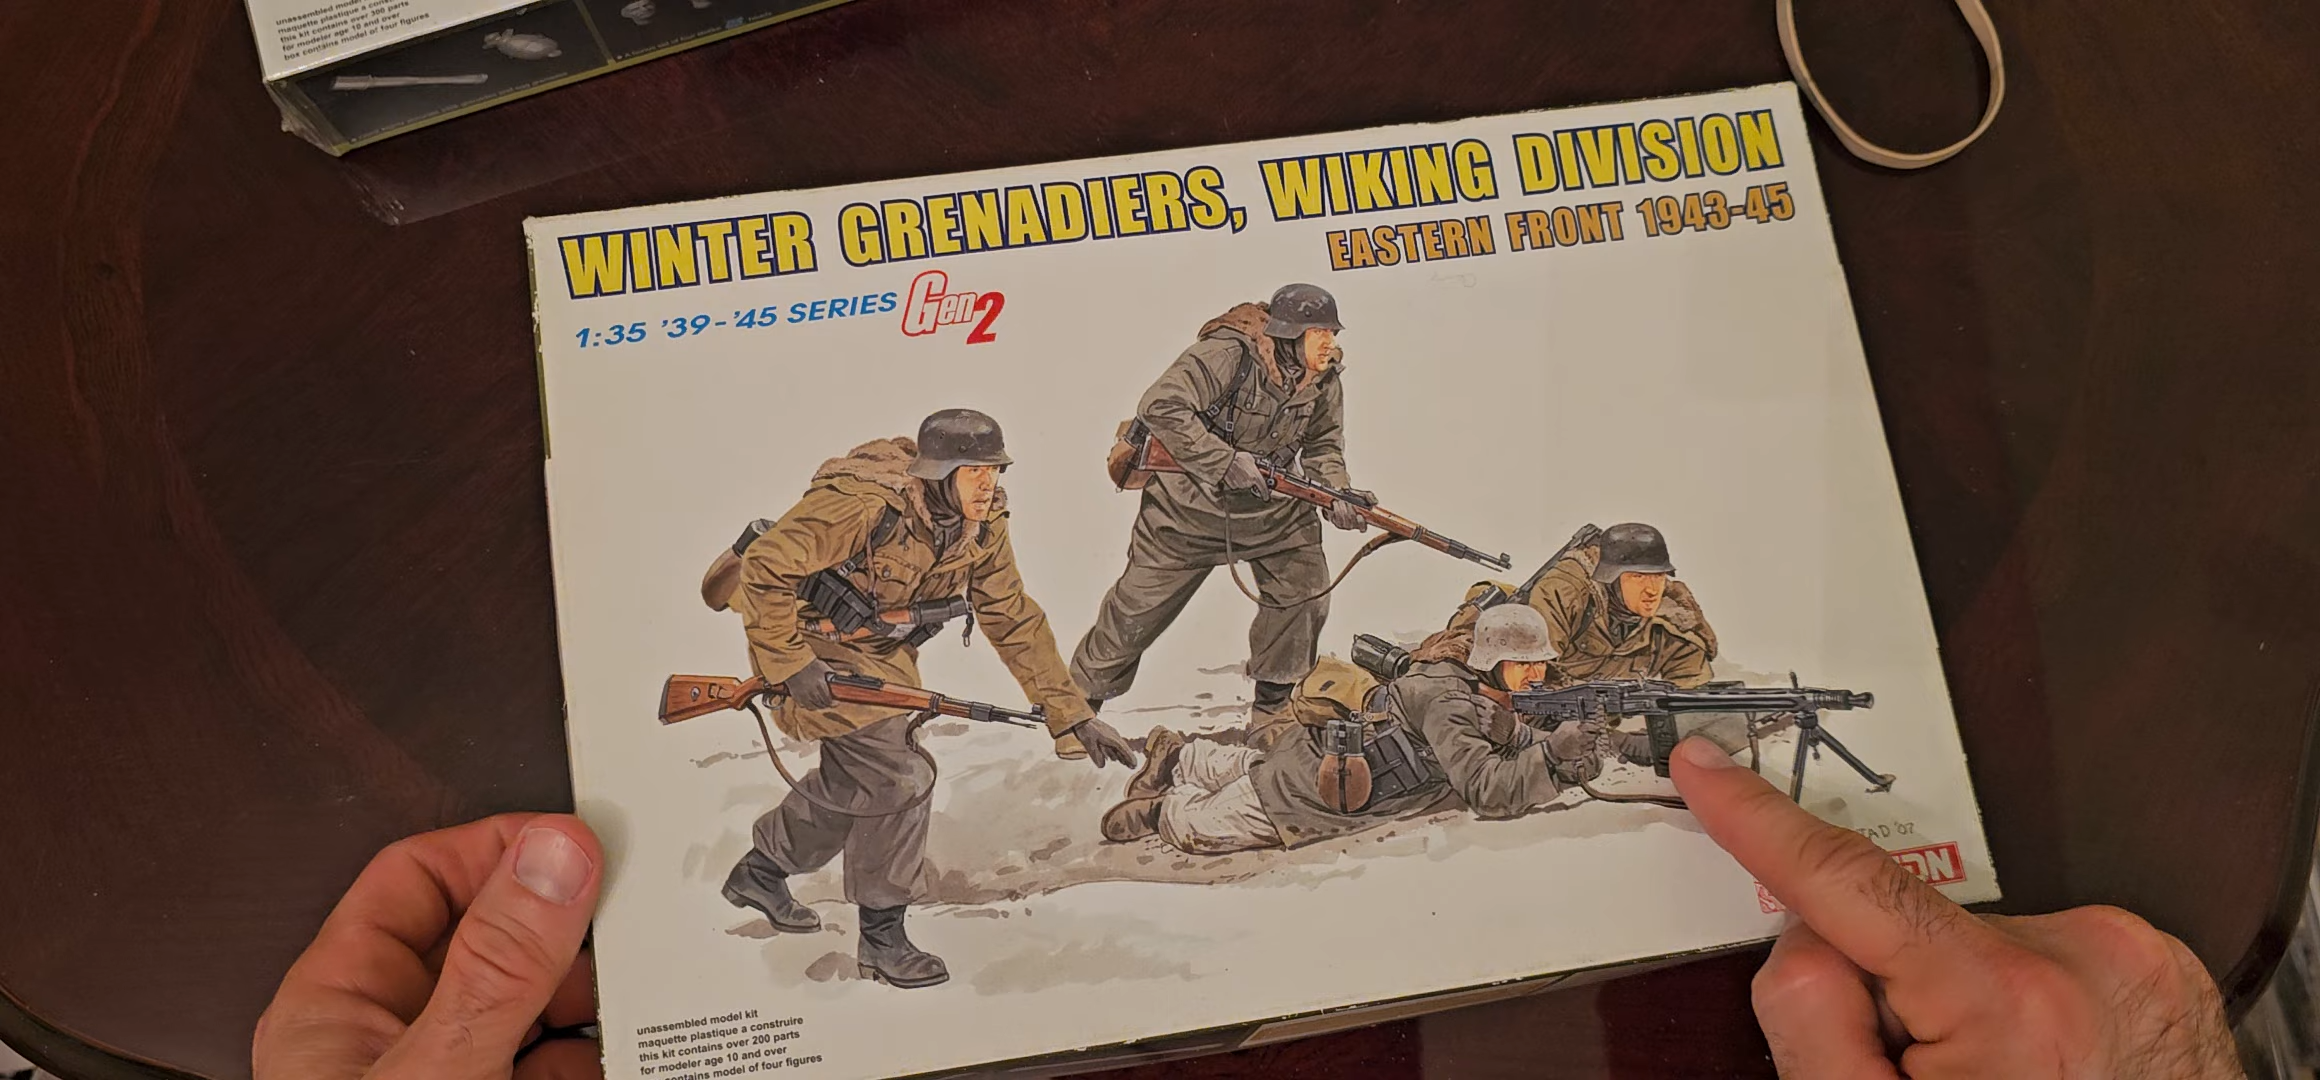 unassembled model
maquette plastique a
this kit contains over 300 parts
for modeler age 10 and over
box contains model of four figures
WINTER GRENADIERS, WIKING DIVISION
EASTERN FRONT 1943-45
1:35 '39-'45 SERIES Gen2
'07
unassembled model kit
maquette plastique a construire
this kit contains over 200 parts
for modeler age 10 and over
contains model of four figures